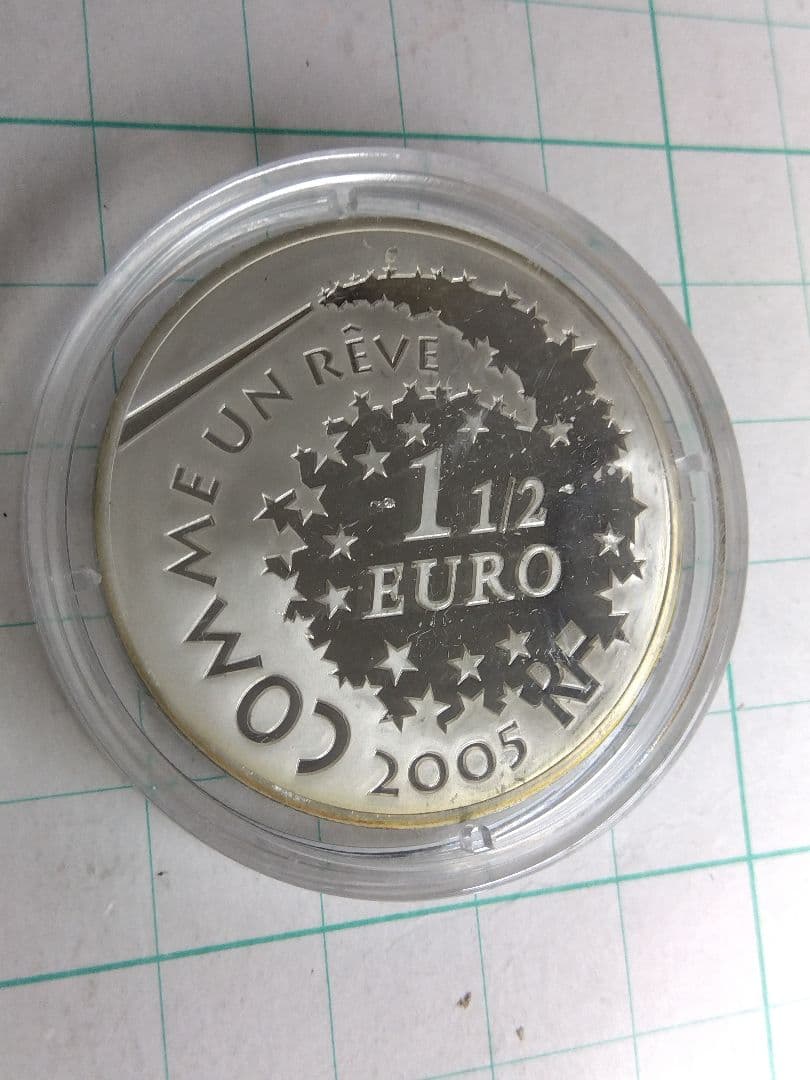 COMME UN RÊVE
1 1/2
EURO
2005
RF